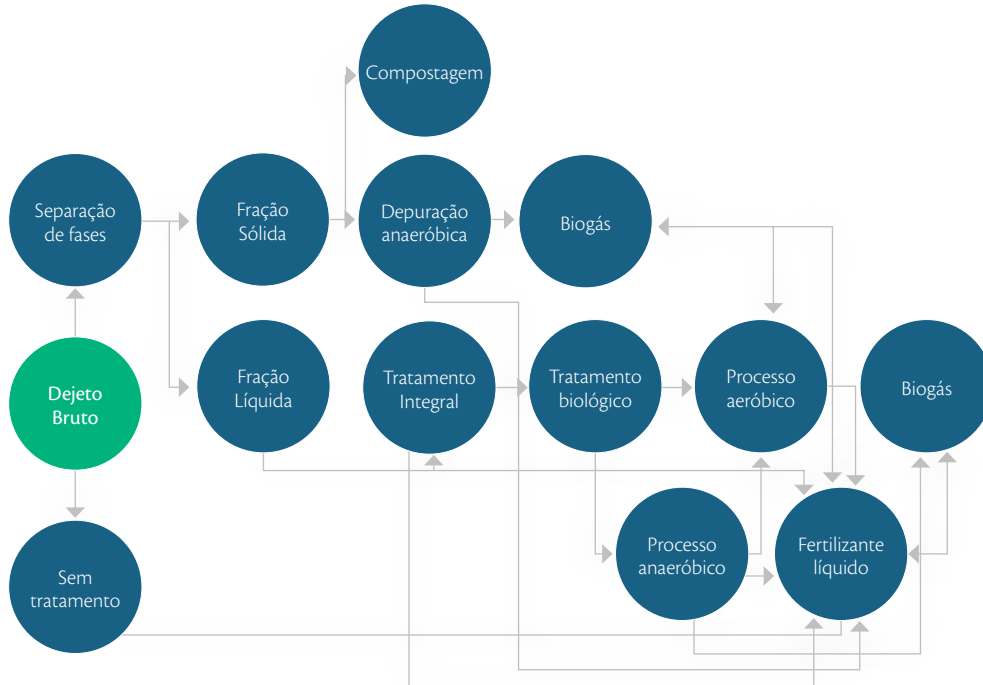 Compostagem
Separação
de fases
Fração
Sólida
Depuração
anaeróbica
Biogás
Dejeto
Bruto
Fração
Líquida
Tratamento
Integral
Tratamento
biológico
Processo
aeróbico
Biogás
Sem
tratamento
Processo
anaeróbico
Fertilizante
líquido